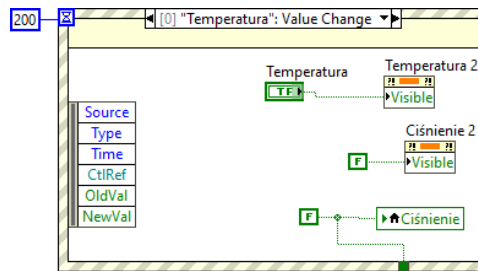 200
[0] "Temperatura": Value Change
Temperatura
TF
Temperatura 2
?! ?!
Visible
Source
Type
Time
CtlRef
OldVal
NewVal
Ciśnienie 2
?! ?!
F
Visible
F
Ciśnienie